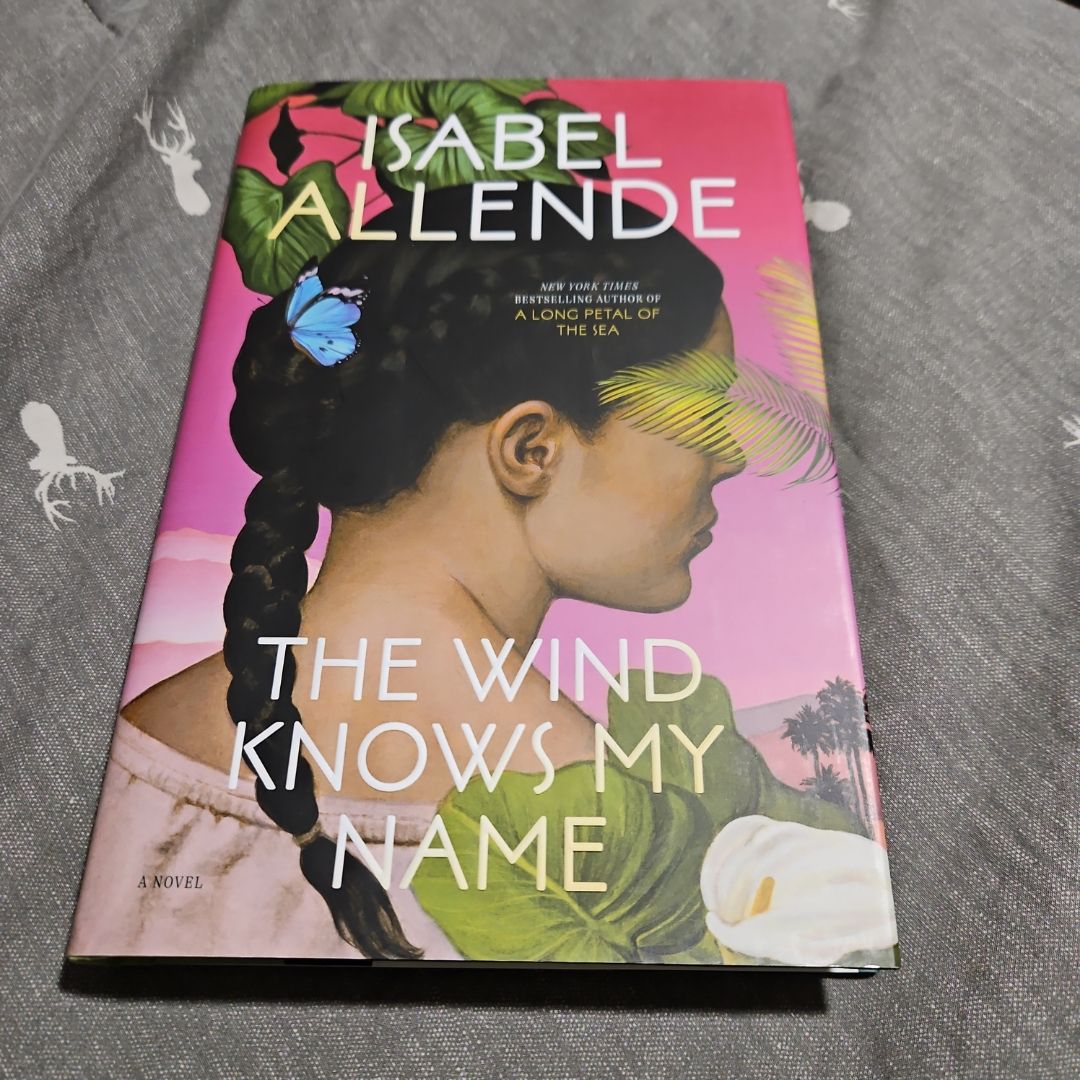 ISABEL
ALLENDE
NEW YORK TIMES
BESTSELLING AUTHOR OF
A LONG PETAL OF
THE SEA
THE WIND
KNOWS MY
NAME
A NOVEL